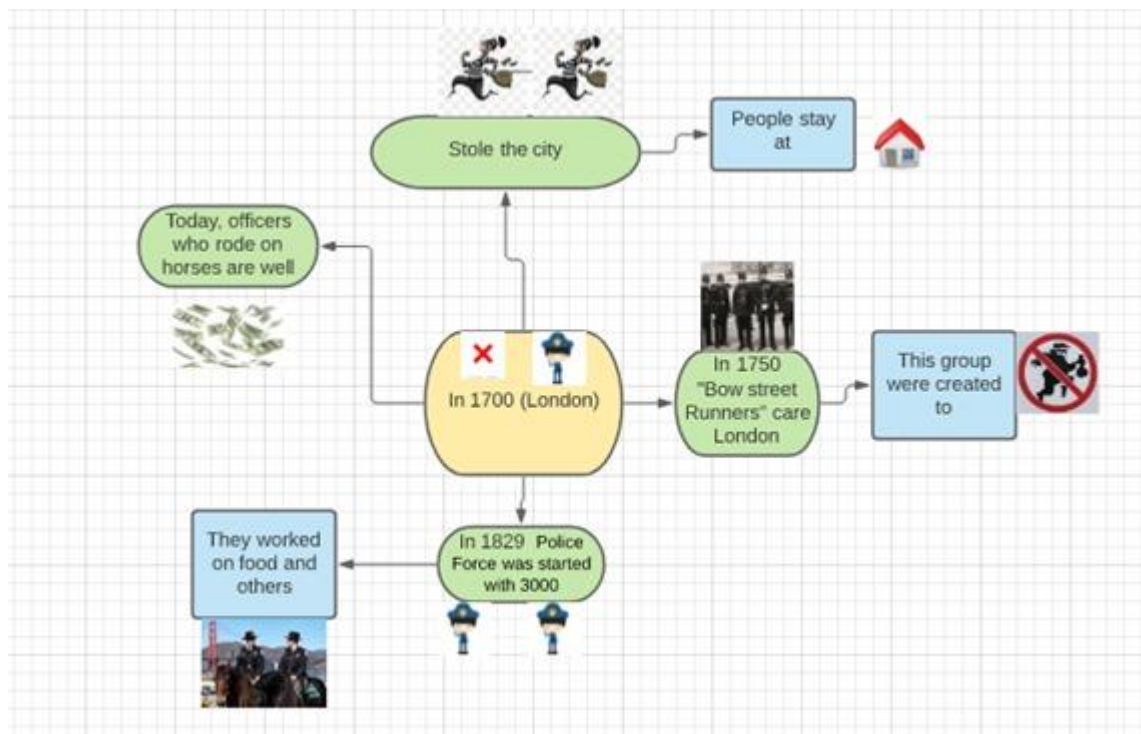 Stole the city
People stay
at
Today, officers
who rode on
horses are well
In 1700 (London)
In 1750
"Bow street
Runners" care
London
This group
were created
to
In 1829 Police
Force was started
with 3000
They worked
on food and
others